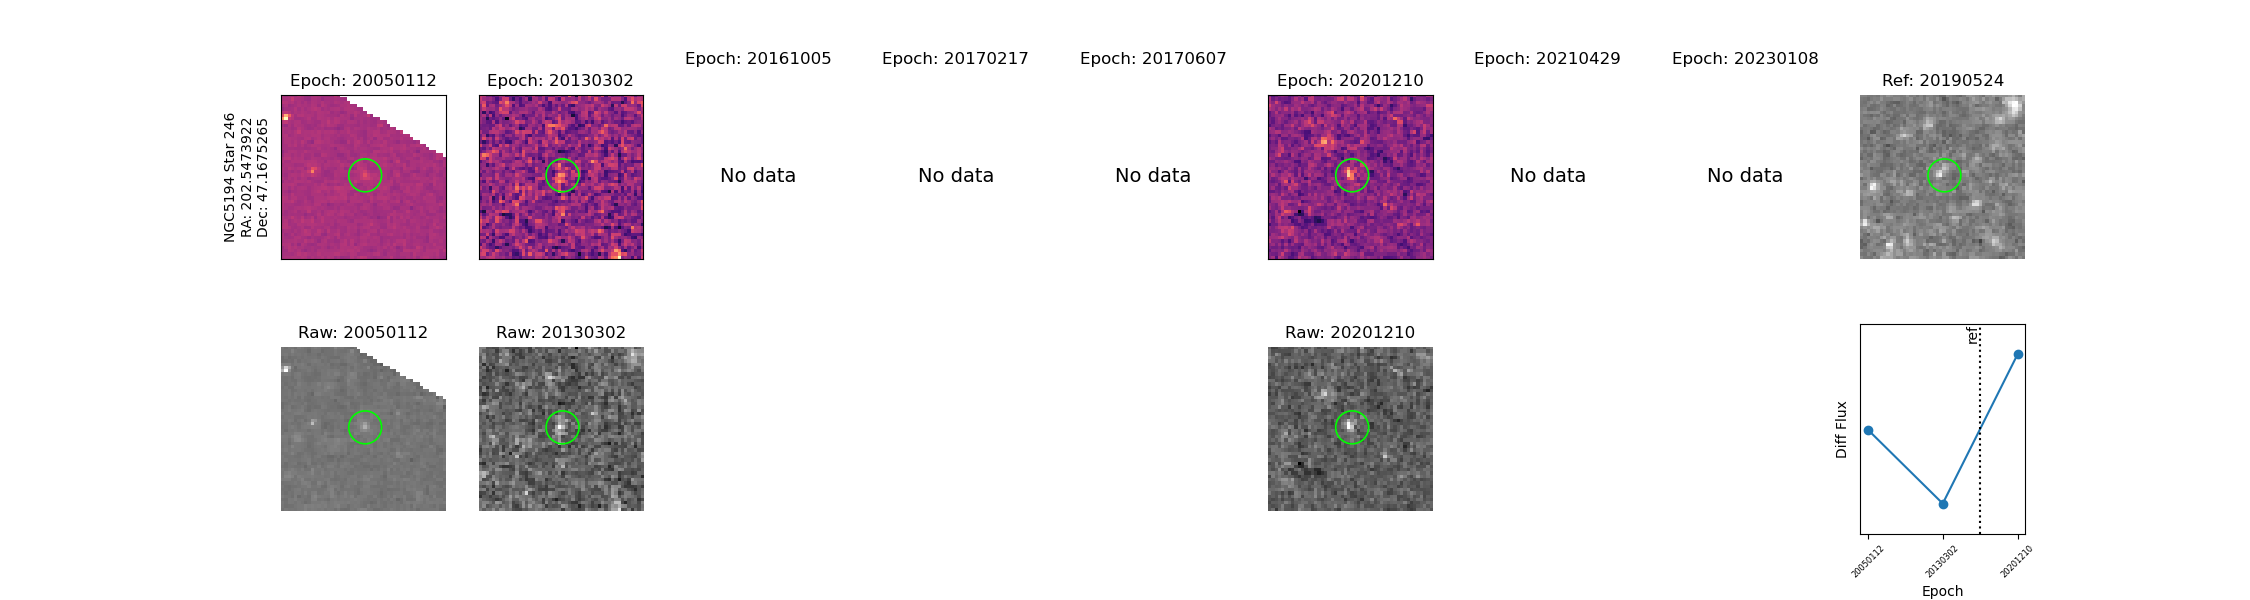 Epoch: 20050112
Epoch: 20130302
Epoch: 20161005
Epoch: 20170217
Epoch: 20170607
Epoch: 20201210
Epoch: 20210429
Epoch: 20230108
Ref: 20190524
NGC5194 Star 246
RA: 202.5473922
Dec: 47.1675265
No data
No data
No data
No data
No data
Raw: 20050112
Raw: 20130302
Raw: 20201210
ref
Diff Flux
20050112
20130302
20201210
Epoch